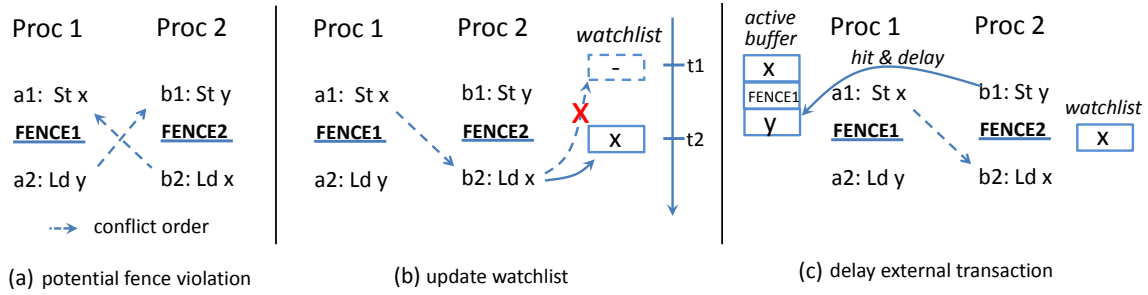 Proc 1 Proc 2
a1: St x b1: St y
FENCE1 FENCE2
a2: Ld y b2: Ld x
conflict order
(a) potential fence violation
Proc 1 Proc 2
watchlist
- t1
a1: St x b1: St y
X
FENCE1 FENCE2 x t2
a2: Ld y b2: Ld x
(b) update watchlist
active
buffer
Proc 1 Proc 2
hit & delay
x
FENCE1
y
a1: St x b1: St y
watchlist
FENCE1 FENCE2 x
a2: Ld y b2: Ld x
(c) delay external transaction